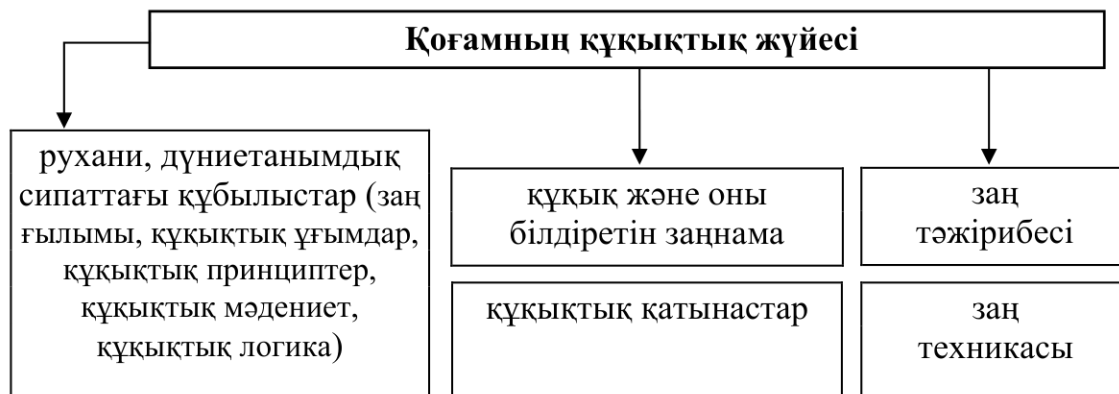 Қоғамның құқықтық жүйесі
рухани, дүниетанымдық
сипаттағы құбылыстар (заң
ғылымы, құқықтық ұғымдар,
құқықтық принциптер,
құқықтық мәдениет,
құқықтық логика)
құқық және оны
білдіретін заңнама
құқықтық қатынастар
заң
тәжірибесі
заң
техникасы